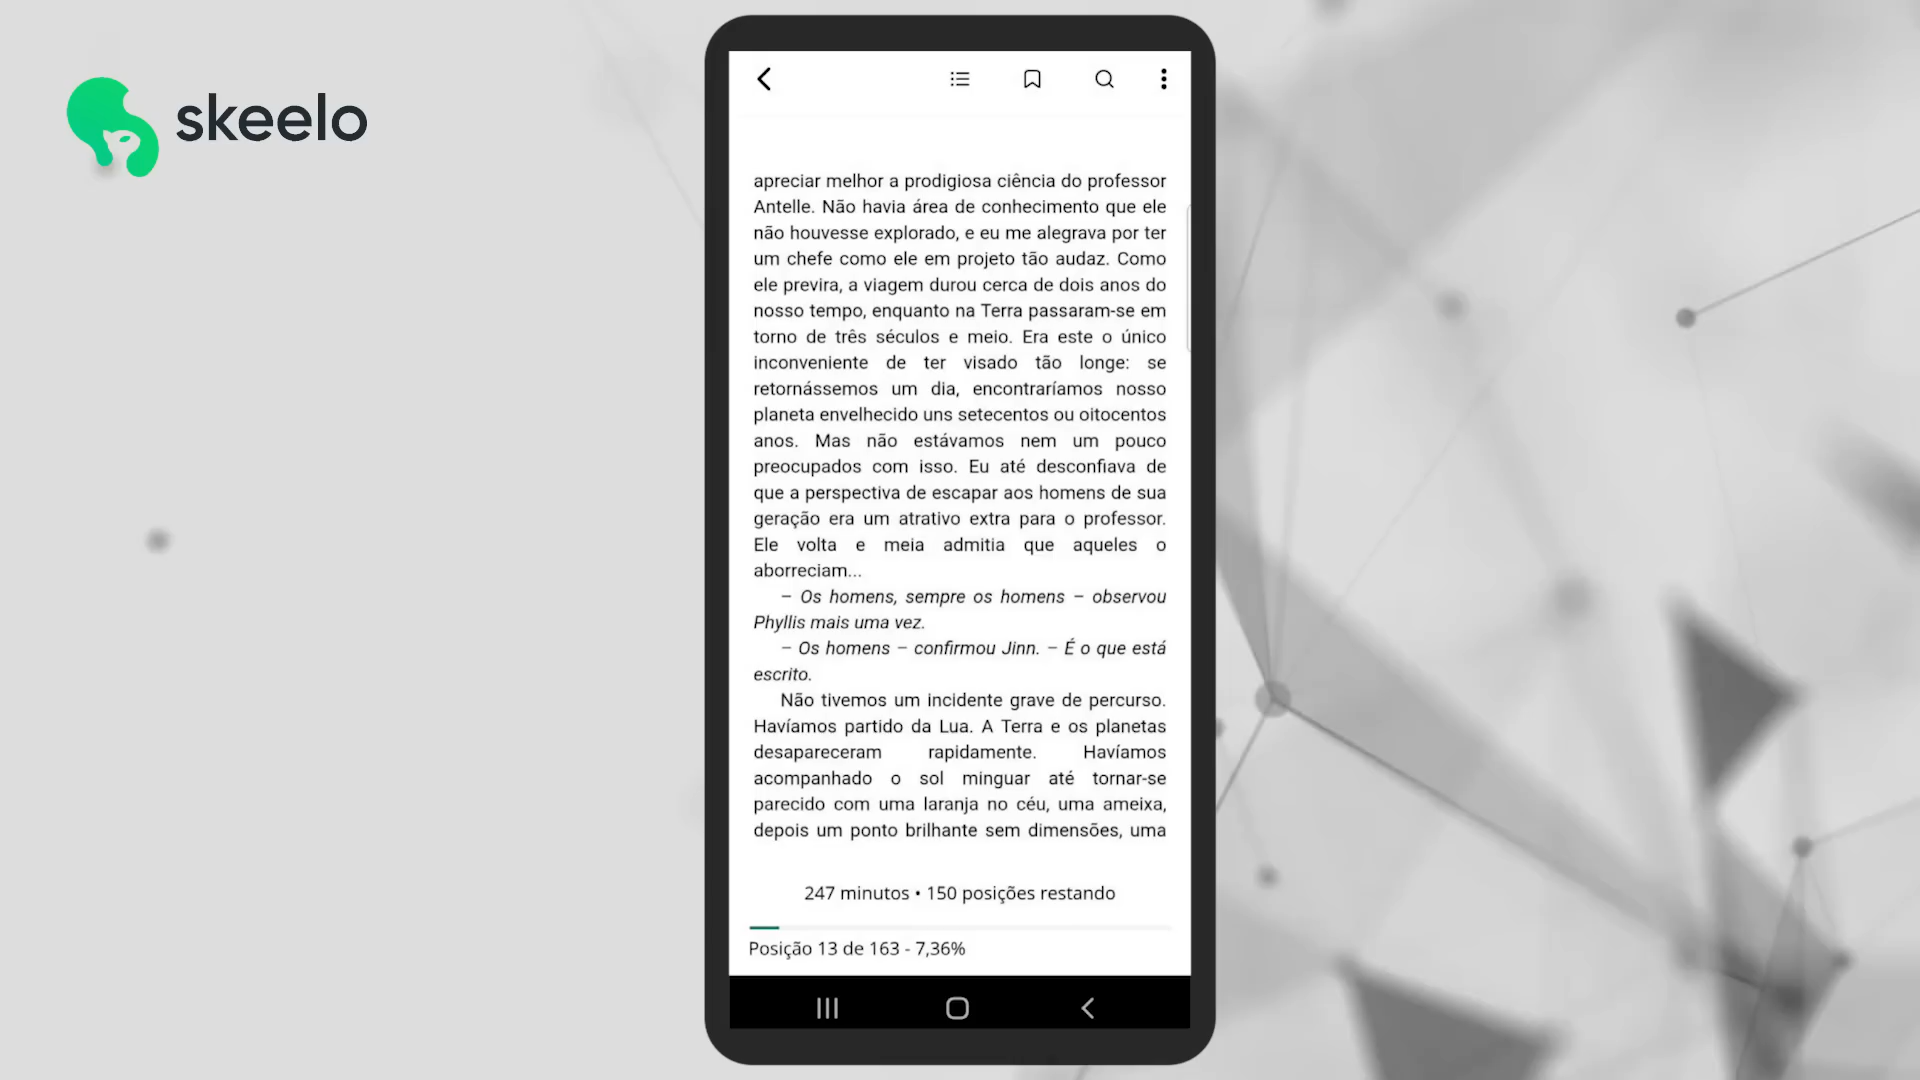 skeelo
apreciar melhor a prodigiosa ciência do professor
Antelle. Não havia área de conhecimento que ele
não houvesse explorado, e eu me alegrava por ter
um chefe como ele em projeto tão audaz. Como
ele previra, a viagem durou cerca de dois anos do
nosso tempo, enquanto na Terra passaram-se em
torno de três séculos e meio. Era este o único
inconveniente de ter visado tão longe: se
retornássemos um dia, encontraríamos nosso
planeta envelhecido uns setecentos ou oitocentos
anos. Mas não estávamos nem um pouco
preocupados com isso. Eu até desconfiava de
que a perspectiva de escapar aos homens de sua
geração era um atrativo extra para o professor.
Ele volta e meia admitia que aqueles o
aborreciam...
– Os homens, sempre os homens – observou
Phyllis mais uma vez.
– Os homens – confirmou Jinn. – É o que está
escrito.
Não tivemos um incidente grave de percurso.
Havíamos partido da Lua. A Terra e os planetas
desapareceram rapidamente. Havíamos
acompanhado o sol minguar até tornar-se
parecido com uma laranja no céu, uma ameixa,
depois um ponto brilhante sem dimensões, uma
247 minutos • 150 posições restando
Posição 13 de 163 - 7,36%